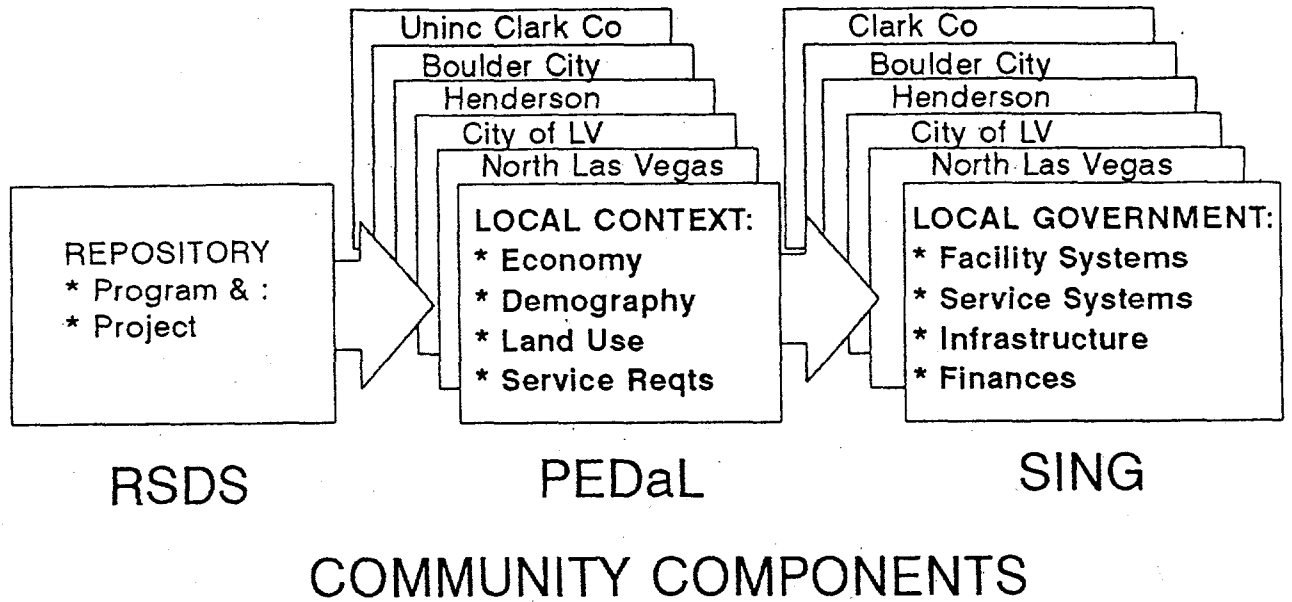 Uninc Clark Co
Boulder City
Henderson
City of LV
North Las Vegas
Clark Co
Boulder City
Henderson
City of LV
North Las Vegas
REPOSITORY
* Program & :
* Project
LOCAL CONTEXT:
* Economy
* Demography
* Land Use
* Service Reqts
LOCAL GOVERNMENT:
* Facility Systems
* Service Systems
* Infrastructure
* Finances
RSDS
PEDaL
SING
COMMUNITY COMPONENTS